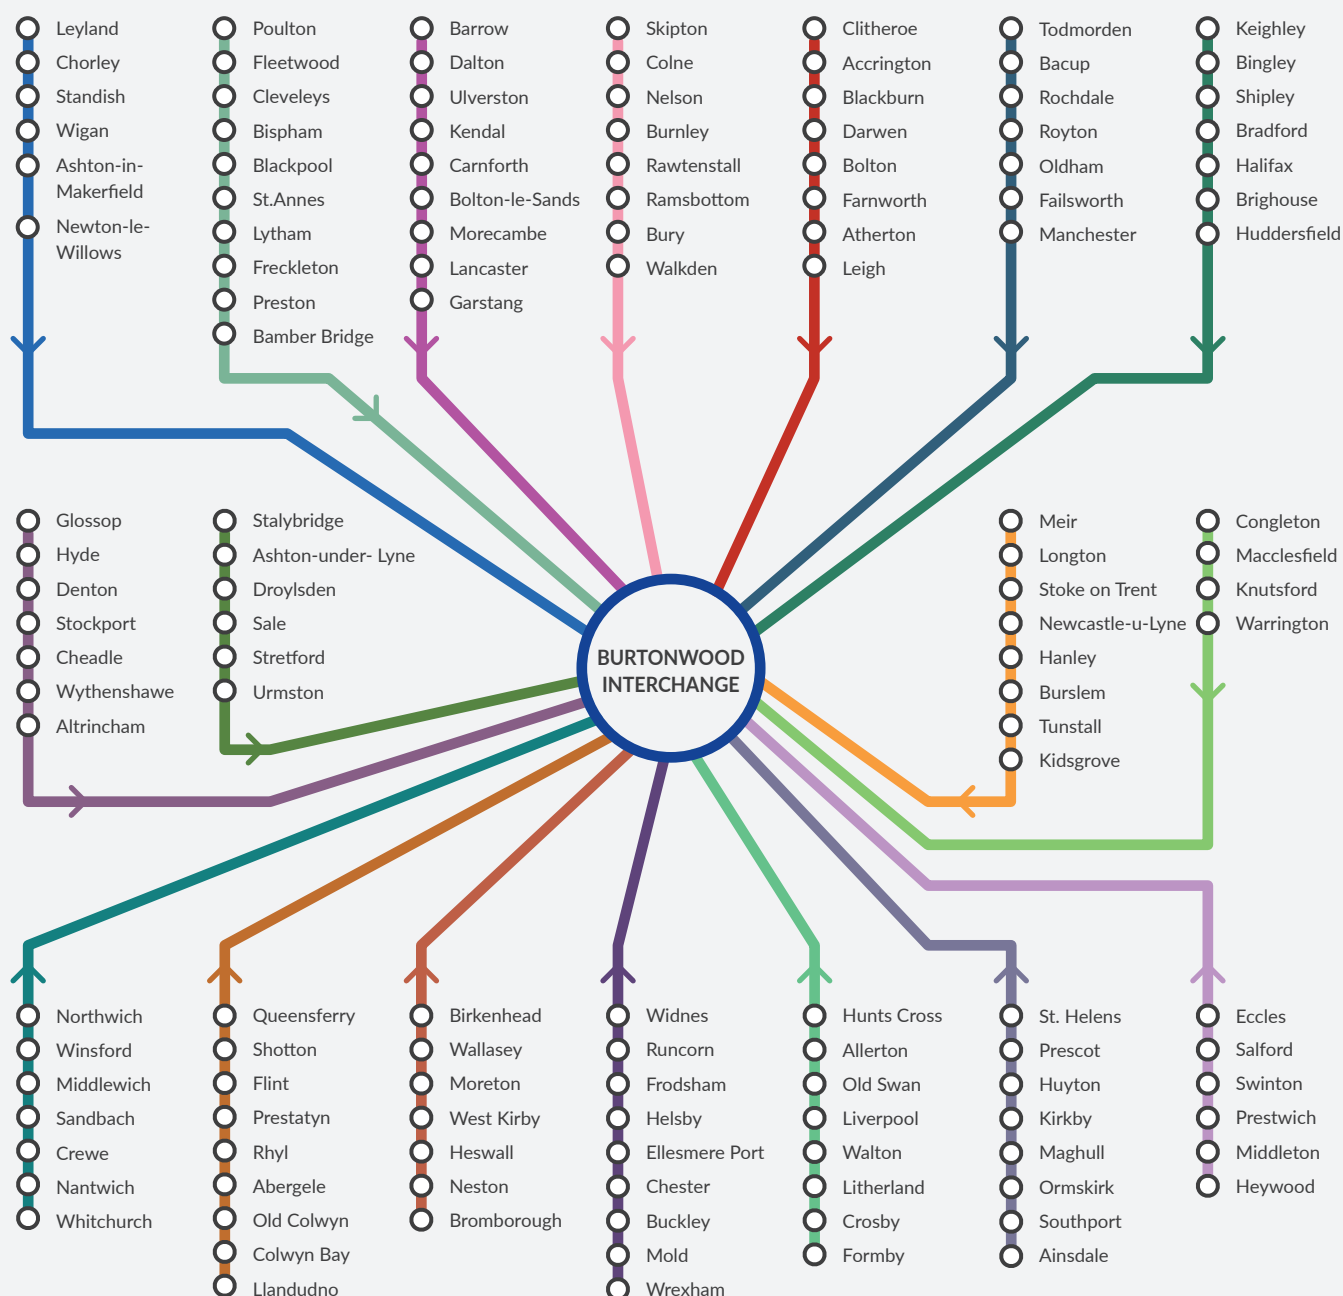 Leyland
Chorley
Standish
Wigan
Ashton-in-
Makerfield
Newton-le-
Willows
Poulton
Fleetwood
Cleveleys
Bispham
Blackpool
St.Annes
Lytham
Freckleton
Preston
Bamber Bridge
Barrow
Dalton
Ulverston
Kendal
Carnforth
Bolton-le-Sands
Morecambe
Lancaster
Garstang
Skipton
Colne
Nelson
Burnley
Rawtenstall
Ramsbottom
Bury
Walkden
Clitheroe
Accrington
Blackburn
Darwen
Bolton
Farnworth
Atherton
Leigh
Todmorden
Bacup
Rochdale
Royton
Oldham
Failsworth
Manchester
Keighley
Bingley
Shipley
Bradford
Halifax
Brighouse
Huddersfield
Glossop
Hyde
Denton
Stockport
Cheadle
Wythenshawe
Altrincham
Stalybridge
Ashton-under- Lyne
Droylsden
Sale
Stretford
Urmston
BURTONWOOD
INTERCHANGE
Meir
Longton
Stoke on Trent
Newcastle-u-Lyne
Hanley
Burslem
Tunstall
Kidsgrove
Congleton
Macclesfield
Knutsford
Warrington
Northwich
Winsford
Middlewich
Sandbach
Crewe
Nantwich
Whitchurch
Queensferry
Shotton
Flint
Prestatyn
Rhyl
Abergele
Old Colwyn
Colwyn Bay
Llandudno
Birkenhead
Wallasey
Moreton
West Kirby
Heswall
Neston
Bromborough
Widnes
Runcorn
Frodsham
Helsby
Ellesmere Port
Chester
Buckley
Mold
Wrexham
Hunts Cross
Allerton
Old Swan
Liverpool
Walton
Litherland
Crosby
Formby
St. Helens
Prescot
Huyton
Kirkby
Maghull
Ormskirk
Southport
Ainsdale
Eccles
Salford
Swinton
Prestwich
Middleton
Heywood